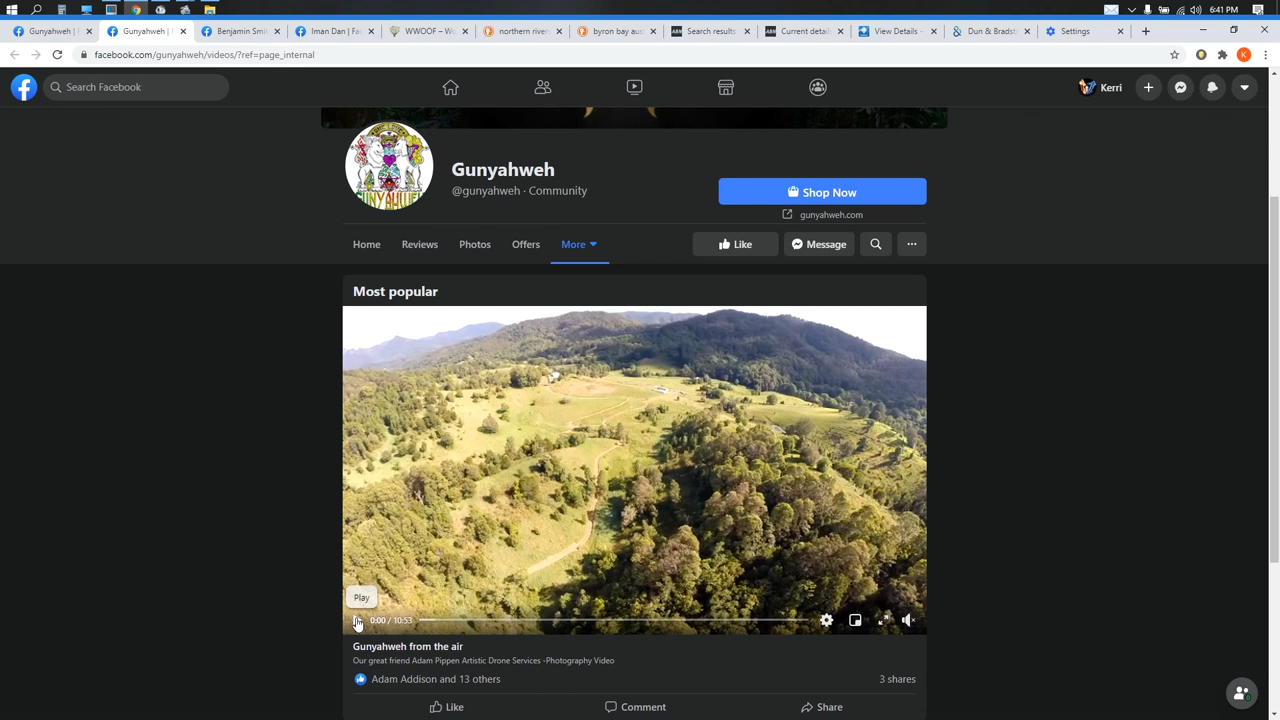 6:41 PM
Gunyahweh |
Gunyahweh |
Benjamin Smi
Iman Dan | Fa
WWOOF – Wo
northern river
byron bay aus
Search results
Current detail
View Details -
Dun & Bradst
Settings
facebook.com/gunyahweh/videos/?ref=page_internal
K
Search Facebook
Kerri
Gunyahweh
@gunyahweh · Community
Shop Now
gunyahweh.com
Home
Reviews
Photos
Offers
More
Like
Message
Most popular
Play
0:00 / 10:53
Gunyahweh from the air
Our great friend Adam Pippen Artistic Drone Services -Photography Video
Adam Addison and 13 others
3 shares
Like
Comment
Share